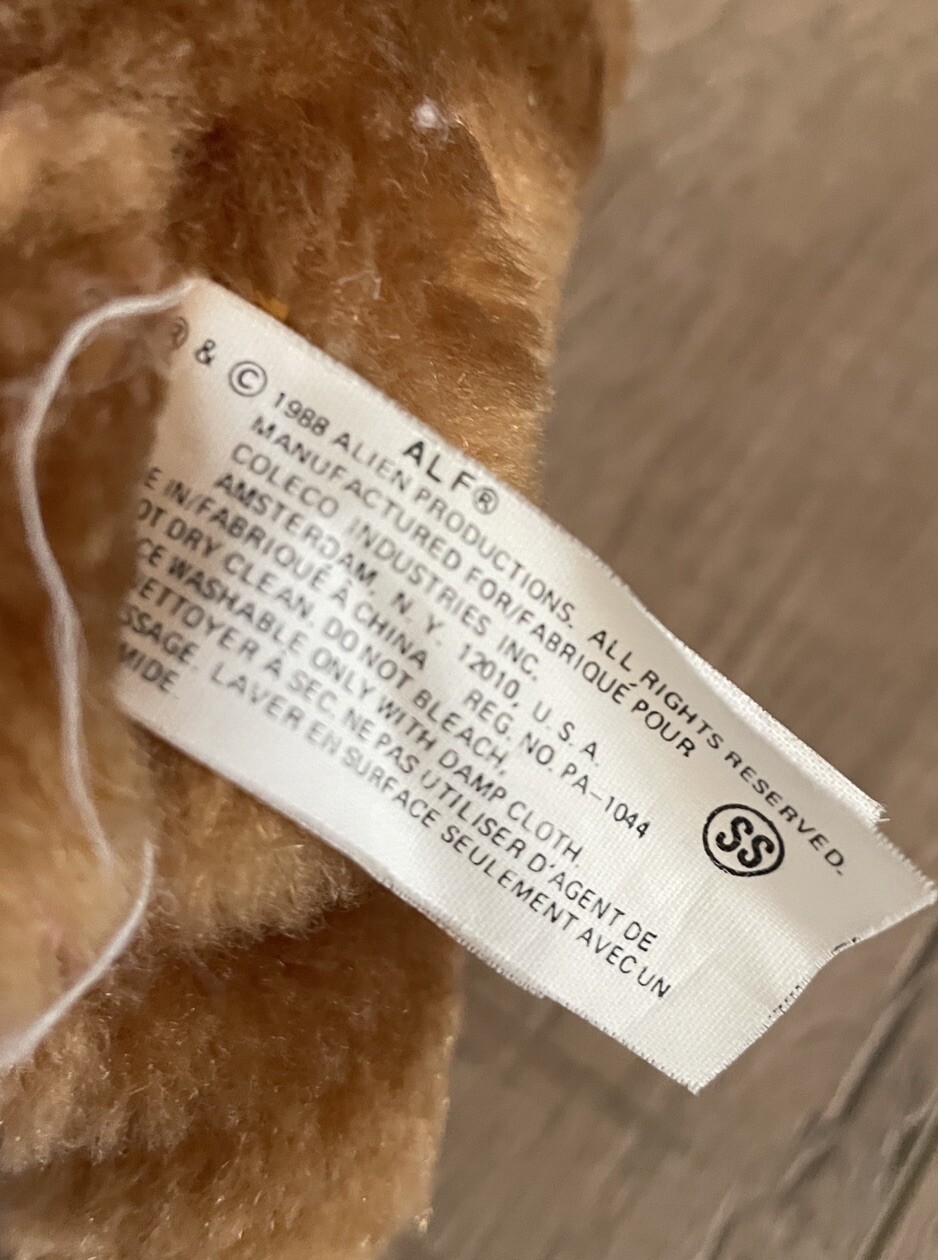 ALF®
® & © 1988 ALIEN PRODUCTIONS. ALL RIGHTS RESERVED.
MANUFACTURED FOR/FABRIQUÉ POUR
COLECO INDUSTRIES INC.
AMSTERDAM, N. Y. 12010, U. S. A.
E IN/FABRIQUÉ À CHINA REG. NO. PA-1044
OT DRY CLEAN. DO NOT BLEACH,
CE WASHABLE ONLY WITH DAMP CLOTH.
ETTOYER À SEC. NE PAS UTILISER D'AGENT DE
SSAGE. LAVER EN SURFACE SEULEMENT AVEC UN
MIDE.
SS